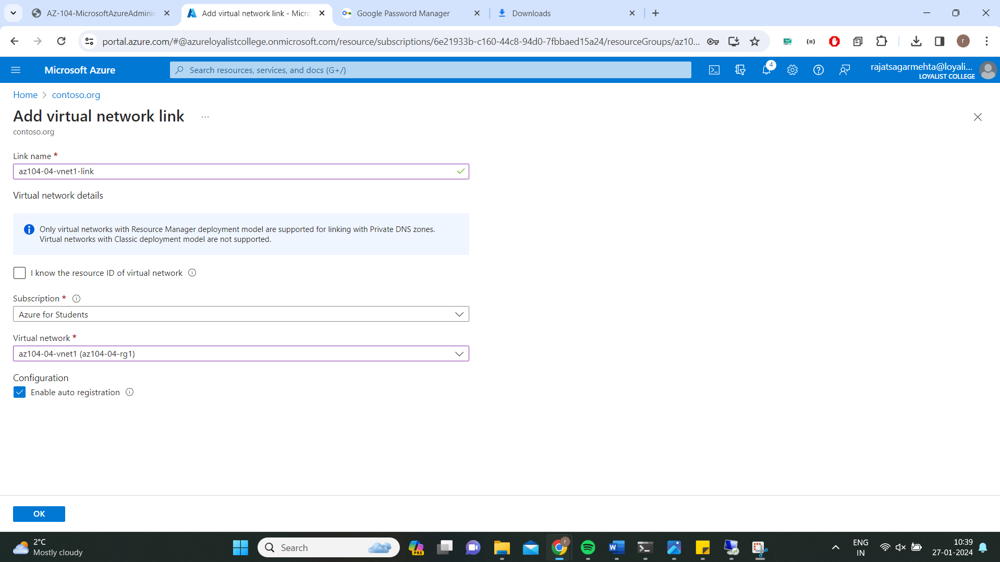 AZ-104-MicrosoftAzureAdminis
Add virtual network link - Micro
Google Password Manager
Downloads
portal.azure.com/#@azureloyalistcollege.onmicrosoft.com/resource/subscriptions/6e21933b-c160-44c8-94d0-7fbbaed15a24/resourceGroups/az10...
r
Microsoft Azure
Search resources, services, and docs (G+/)
4
rajatsagarmehta@loyali...
LOYALIST COLLEGE
Home > contoso.org
Add virtual network link ...
contoso.org
Link name *
az104-04-vnet1-link
Virtual network details
Only virtual networks with Resource Manager deployment model are supported for linking with Private DNS zones.
Virtual networks with Classic deployment model are not supported.
I know the resource ID of virtual network
Subscription *
Azure for Students
Virtual network *
az104-04-vnet1 (az104-04-rg1)
Configuration
Enable auto registration
OK
2°C
Mostly cloudy
Search
PRE
r
W
ENG
IN
10:39
27-01-2024